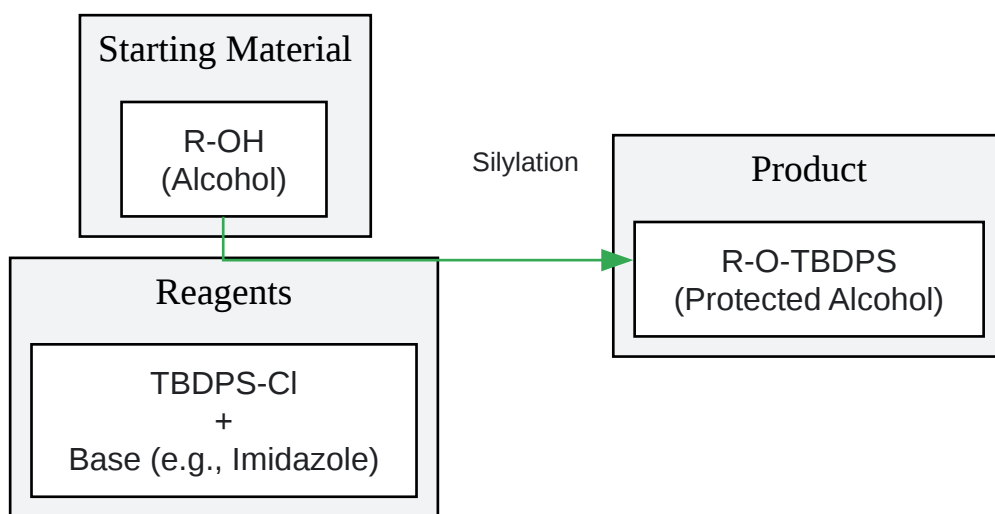 Starting Material
R-OH
(Alcohol)
Silylation
Product
R-O-TBDPS
(Protected Alcohol)
Reagents
TBDPS-Cl
+
Base (e.g., Imidazole)